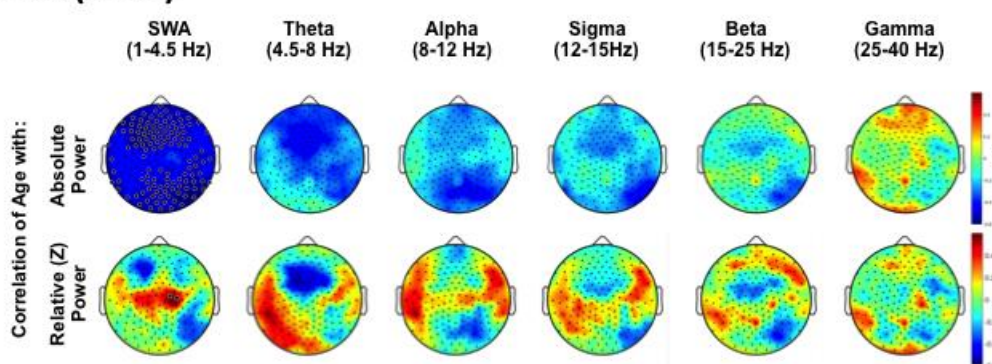 SWA
(1-4.5 Hz)
Theta
(4.5-8 Hz)
Alpha
(8-12 Hz)
Sigma
(12-15Hz)
Beta
(15-25 Hz)
Gamma
(25-40 Hz)
Correlation of Age with:
Absolute
Power
Relative (Z)
Power